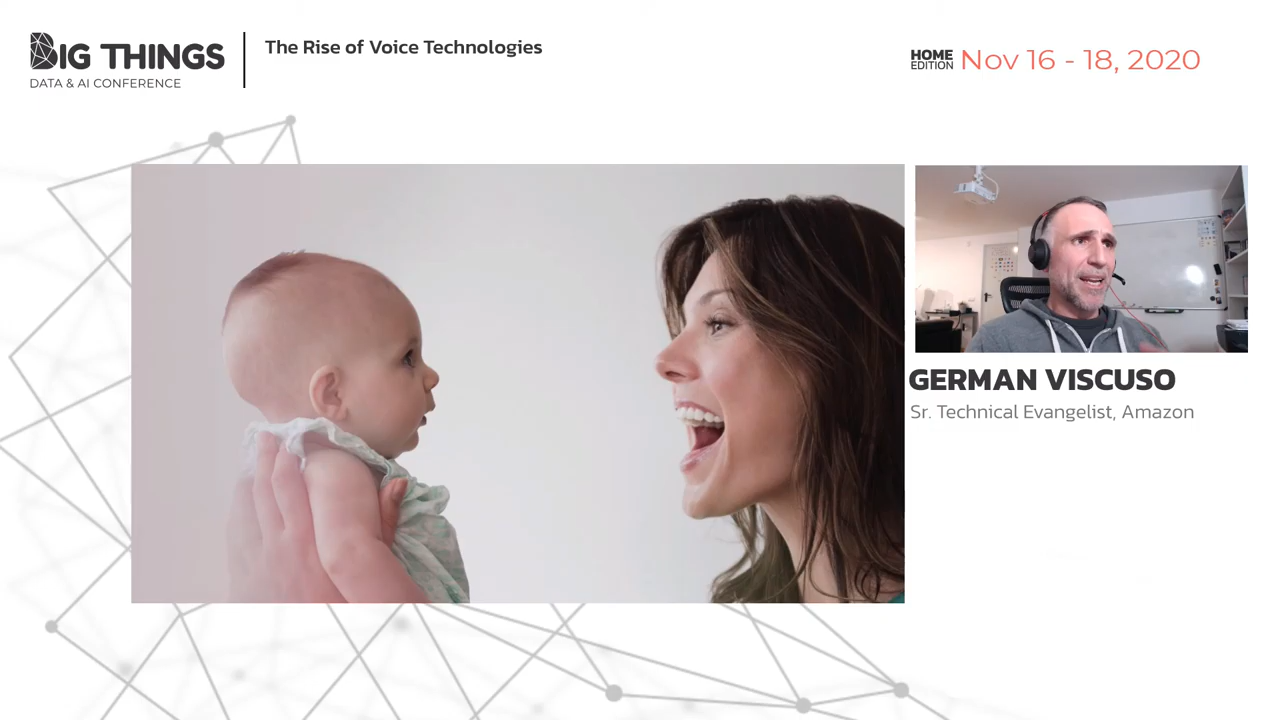 BIG THINGS
DATA & AI CONFERENCE
The Rise of Voice Technologies
HOME
EDITION
Nov 16 - 18, 2020
GERMAN VISCUSO
Sr. Technical Evangelist, Amazon